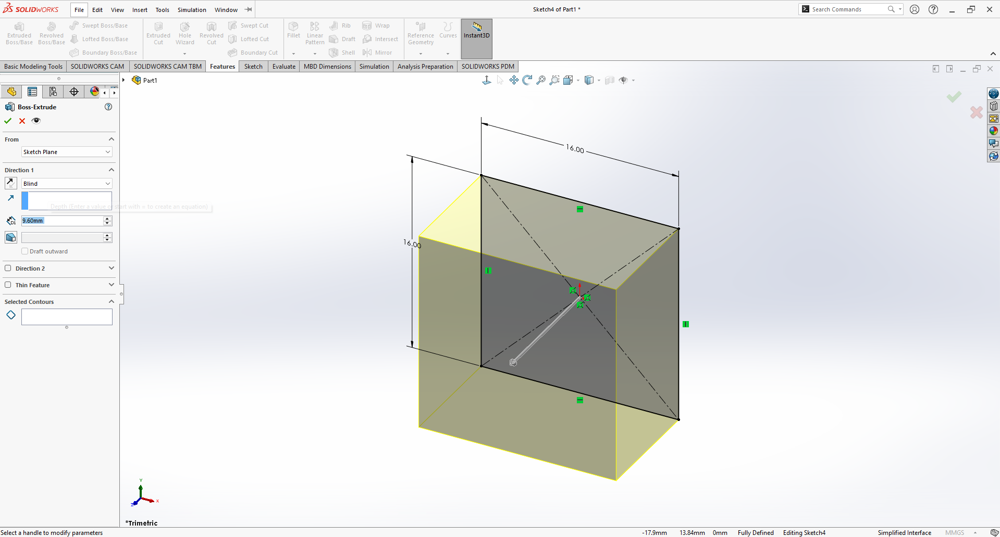 SOLIDWORKS File Edit View Insert Tools Simulation Window Sketch4 of Part1 * Search Commands
Extruded Boss/Base
Revolved Boss/Base
Swept Boss/Base
Lofted Boss/Base
Boundary Boss/Base
Extruded Cut
Hole Wizard
Revolved Cut
Swept Cut
Lofted Cut
Boundary Cut
Fillet
Linear Pattern
Rib
Draft
Shell
Wrap
Intersect
Mirror
Reference Geometry
Curves
Instant3D
Basic Modeling Tools SOLIDWORKS CAM SOLIDWORKS CAM TBM Features Sketch Evaluate MBD Dimensions Simulation Analysis Preparation SOLIDWORKS PDM
Part1
Boss-Extrude
From
Sketch Plane
Direction 1
Blind
Depth (Enter a value or start with = to create an equation)
D1 9.60mm
Draft outward
Direction 2
Thin Feature
Selected Contours
16.00
16.00
Y
X
Z
*Trimetric
Select a handle to modify parameters -17.9mm 13.84mm 0mm Fully Defined Editing Sketch4 Simplified Interface MMGS